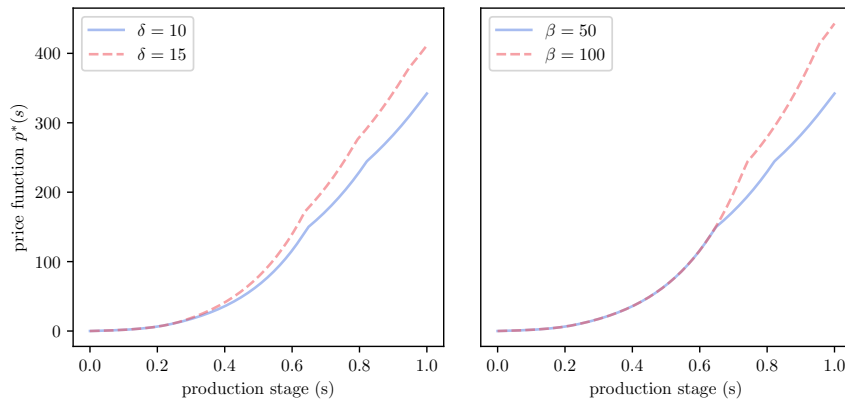 δ = 10
δ = 15
β = 50
β = 100
price function p*(s)
400
300
200
100
0
0.0 0.2 0.4 0.6 0.8 1.0
0.0 0.2 0.4 0.6 0.8 1.0
production stage (s)
production stage (s)